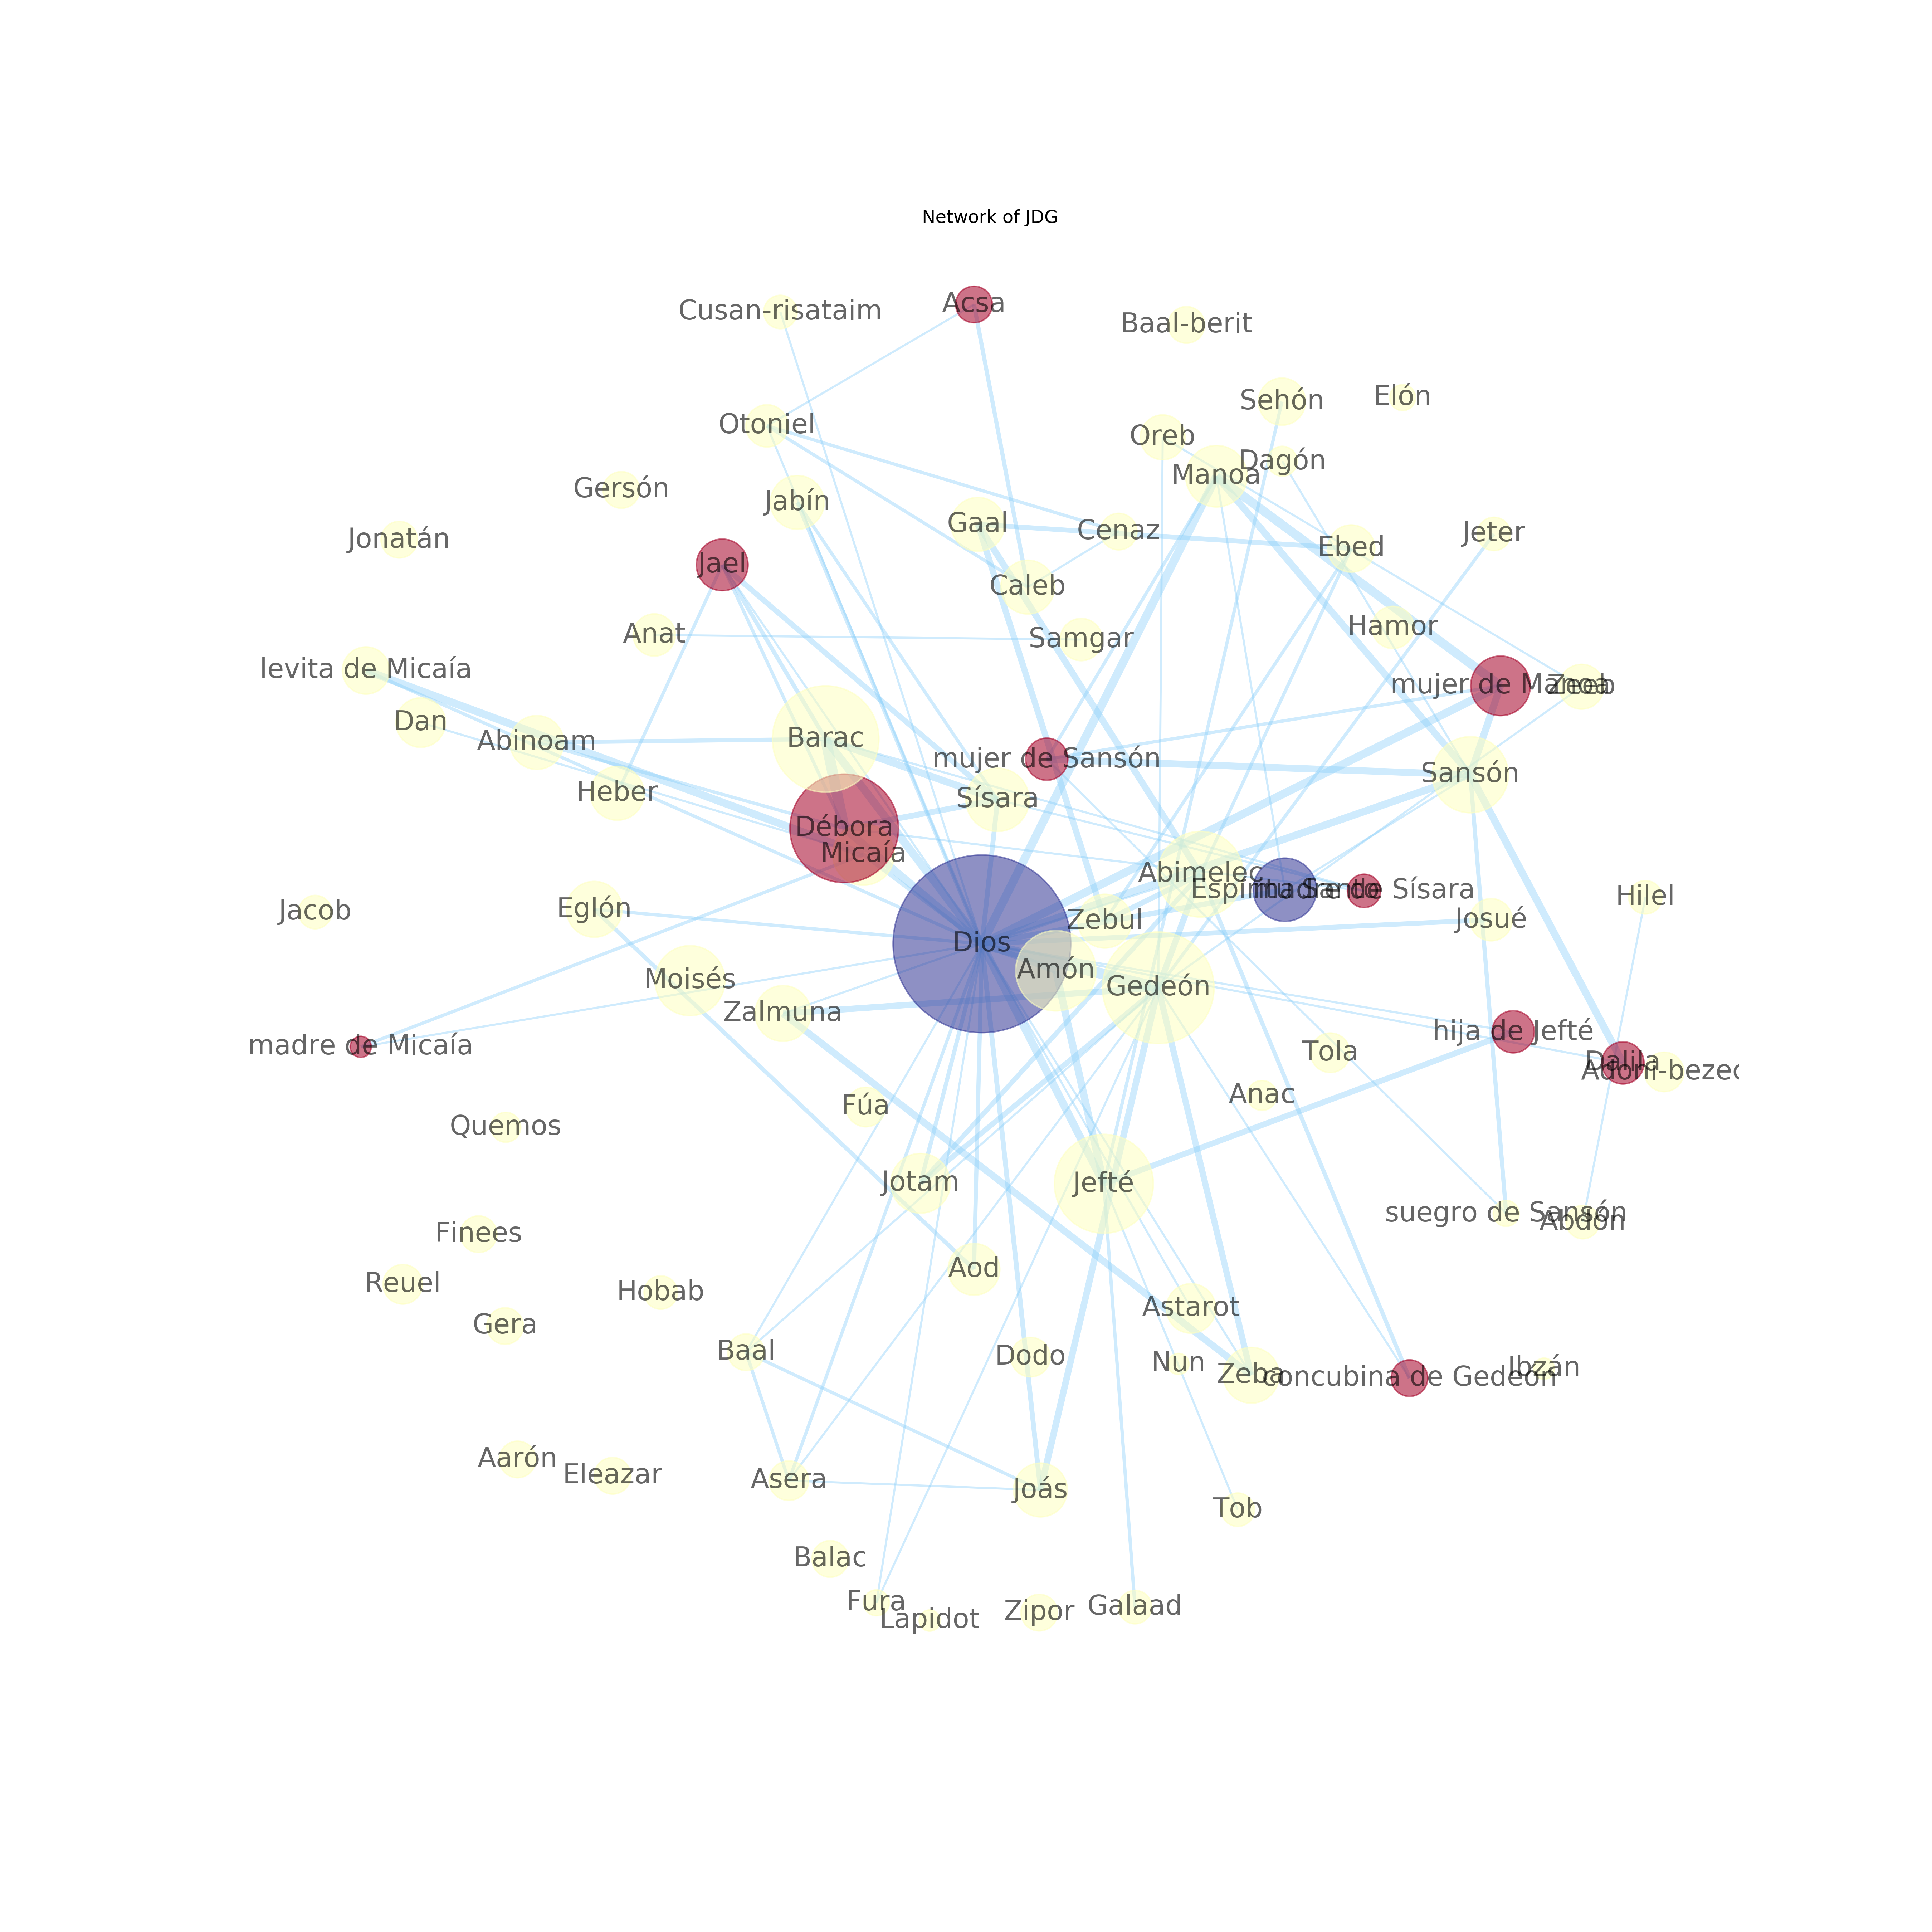 Network of JDG
Acsa
Cusan-risataim
Baal-berit
Elón
Sehón
Otoniel
Oreb
Dagón
Manoa
Gersón
Jabín
Gaal
Cenaz
Jeter
Jonatán
Ebed
Jael
Caleb
Hamor
Anat
Samgar
levita de Micaía
mujer de Manoa
Zeeb
Dan
Abinoam
Barac
mujer de Sansón
Sansón
Heber
Sísara
Débora
Micaía
Abimelec
Espíritu Santo
madre de Sísara
Hilel
Jacob
Eglón
Zebul
Josué
Dios
Amón
Moisés
Gedeón
Zalmuna
hija de Jefté
madre de Micaía
Tola
Dalila
Adoni-bezec
Anac
Fúa
Quemos
Jotam
Jefté
suegro de Sansón
Abdón
Finees
Aod
Reuel
Hobab
Astarot
Gera
Baal
Dodo
Nun
Zeba
concubina de Gedeón
Ibzán
Aarón
Eleazar
Asera
Joás
Tob
Balac
Fura
Lapidot
Zipor
Galaad